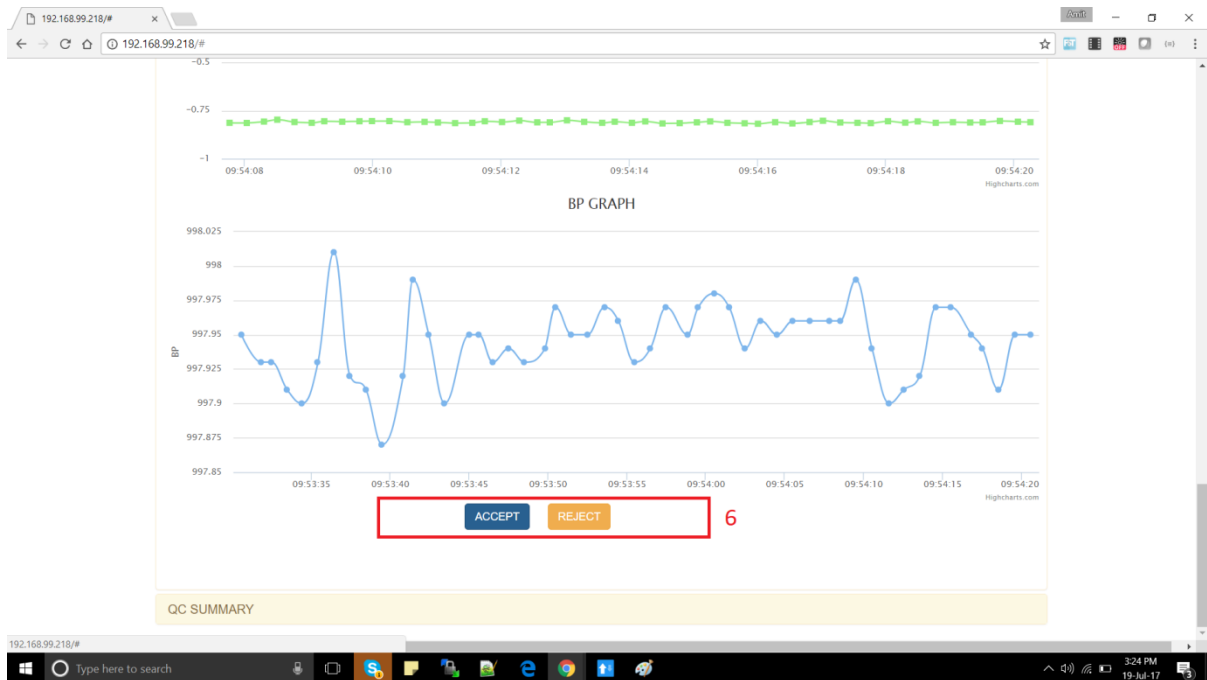 192.168.99.218/#
Amit
192.168.99.218/#
-0.5
-0.75
-1
09:54:08 09:54:10 09:54:12 09:54:14 09:54:16 09:54:18 09:54:20
Highcharts.com
BP GRAPH
998.025
998
997.975
997.95
BP
997.925
997.9
997.875
997.85
09:53:35 09:53:40 09:53:45 09:53:50 09:53:55 09:54:00 09:54:05 09:54:10 09:54:15 09:54:20
Highcharts.com
ACCEPT REJECT 6
QC SUMMARY
192.168.99.218/#
Type here to search
3:24 PM
19-Jul-17